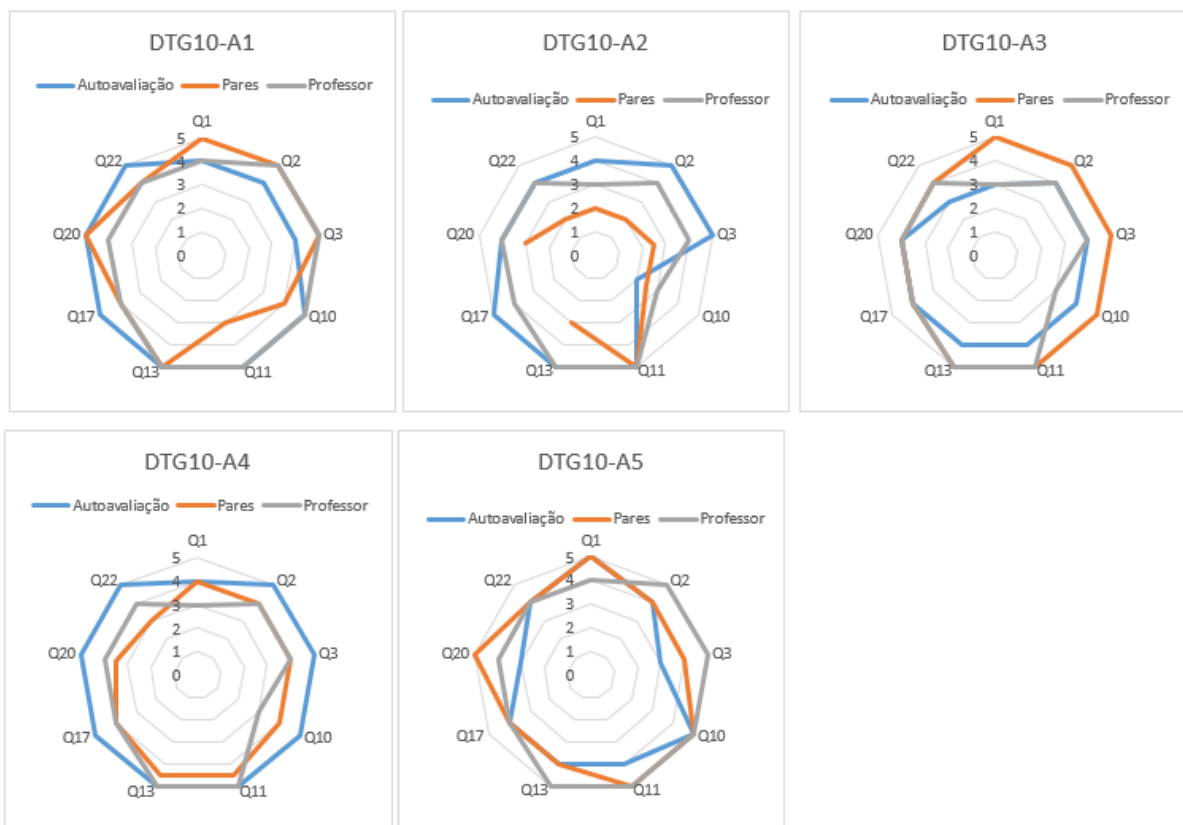 DTG10-A1
Autoavaliação Pares Professor
Q1
5
Q22 4 Q2
3
2
Q20 1 Q3
0
Q17 Q10
Q13 Q11
DTG10-A2
Autoavaliação Pares Professor
Q1
5
Q22 4 Q2
3
2
Q20 1 Q3
0
Q17 Q10
Q13 Q11
DTG10-A3
Autoavaliação Pares Professor
Q1
5
Q22 4 Q2
3
2
Q20 1 Q3
0
Q17 Q10
Q13 Q11
DTG10-A4
Autoavaliação Pares Professor
Q1
5
Q22 4 Q2
3
2
Q20 1 Q3
0
Q17 Q10
Q13 Q11
DTG10-A5
Autoavaliação Pares Professor
Q1
5
Q22 4 Q2
3
2
Q20 1 Q3
0
Q17 Q10
Q13 Q11